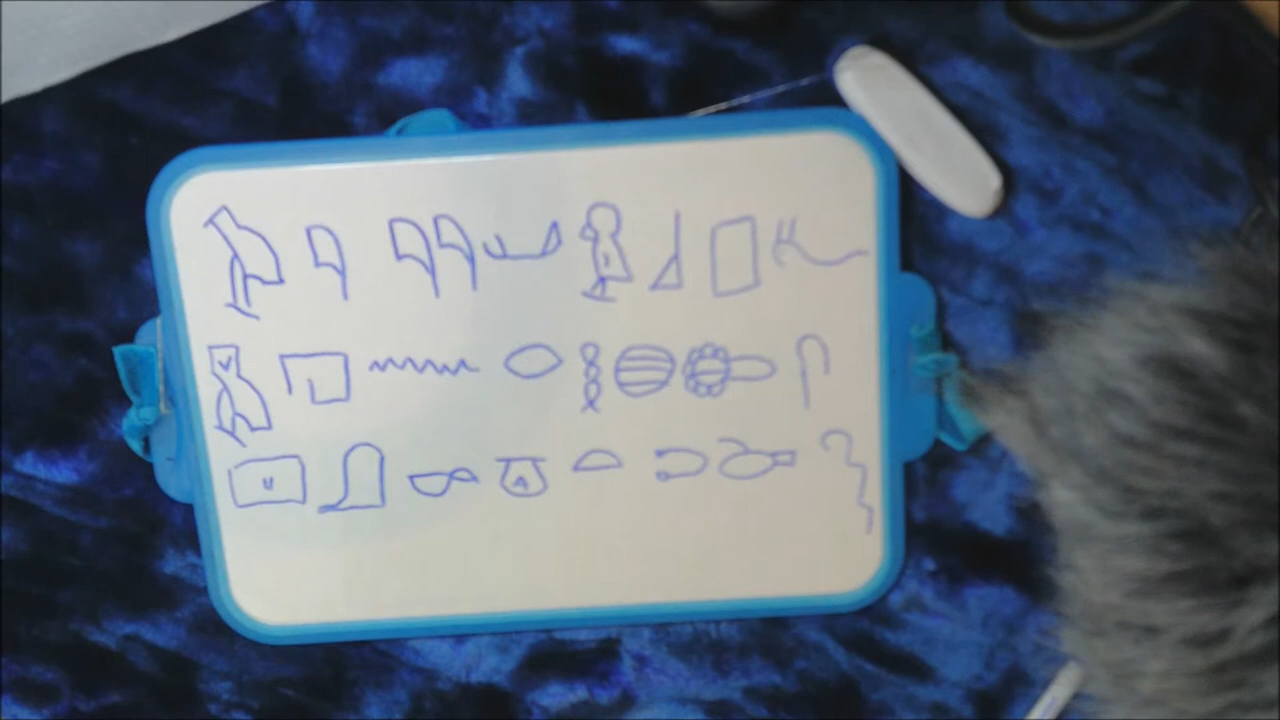 𓄿 𓇋 𓇌 𓂝 𓅱 𓃀 𓊪 𓆑
𓅓 𓉔 𓈖 𓂋 𓎛 𓐍 𓄡 𓋴
𓈙 𓈎 𓎡 𓎼 𓏏 𓍿 𓂧 𓆓